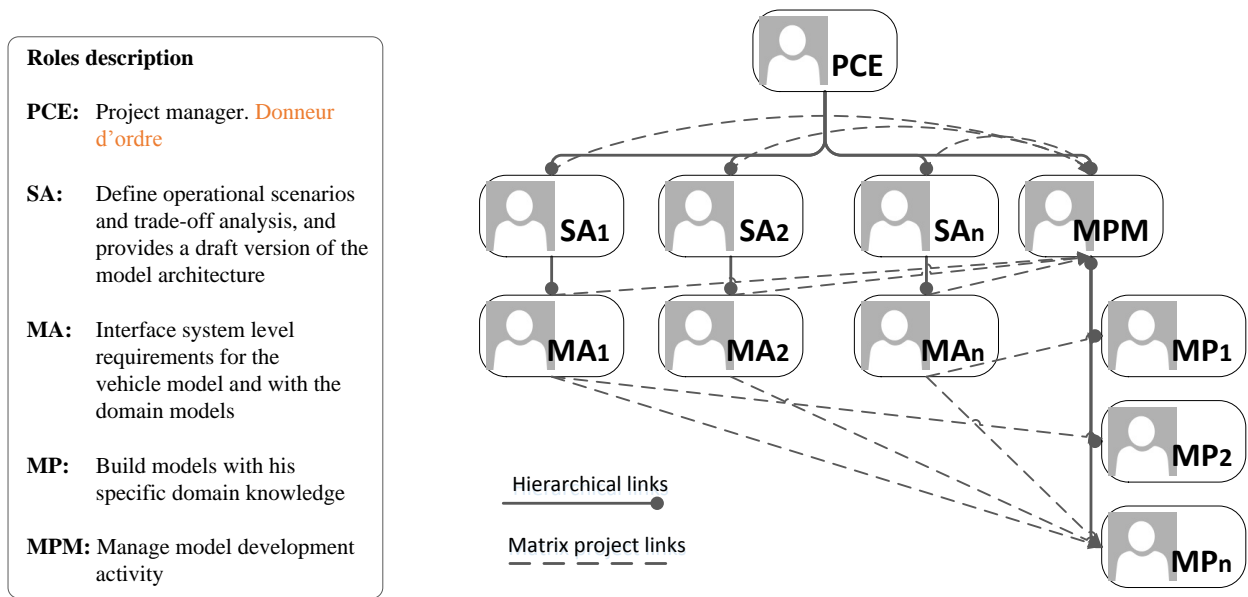 Roles description
PCE: Project manager. Donneur
d’ordre
SA: Define operational scenarios
and trade-off analysis, and
provides a draft version of the
model architecture
MA: Interface system level
requirements for the
vehicle model and with the
domain models
MP: Build models with his
specific domain knowledge
MPM: Manage model development
activity
PCE
SA1
SA2
SAn
MPM
MA1
MA2
MAn
MP1
MP2
MPn
Hierarchical links
Matrix project links